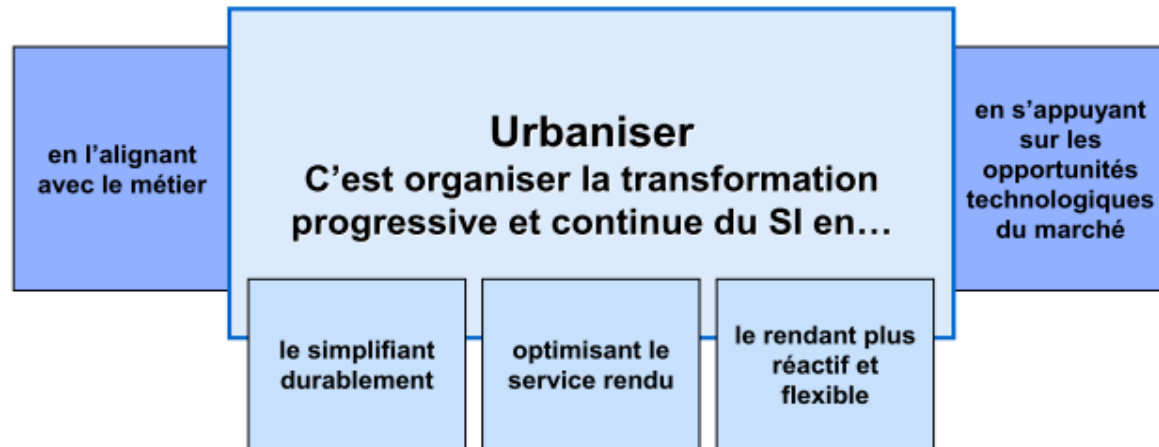 en l'alignant
avec le métier
Urbaniser
C'est organiser la transformation
progressive et continue du SI en…
en s'appuyant
sur les
opportunités
technologiques
du marché
le simplifiant
durablement
optimisant le
service rendu
le rendant plus
réactif et
flexible